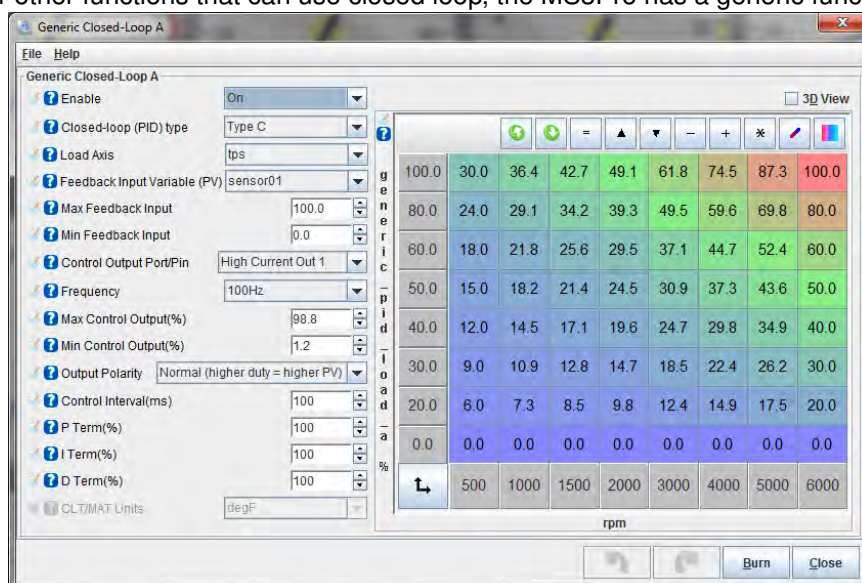 r other functions that can use closed loop, the MS3Pro has a generic func
Generic Closed-Loop A
File Help
Generic Closed-Loop A
Enable On
3D View
Closed-loop (PID) type Type C
= - + *
Load Axis tps
Feedback Input Variable (PV) sensor01
Max Feedback Input 100.0
Min Feedback Input 0.0
Control Output Port/Pin High Current Out 1
Frequency 100Hz
Max Control Output(%) 98.8
Min Control Output(%) 1.2
Output Polarity Normal (higher duty = higher PV)
Control Interval(ms) 100
P Term(%) 100
I Term(%) 100
D Term(%) 100
CLT/MAT Units degF
generic_pid_load_a %
100.0 30.0 36.4 42.7 49.1 61.8 74.5 87.3 100.0
80.0 24.0 29.1 34.2 39.3 49.5 59.6 69.8 80.0
60.0 18.0 21.8 25.6 29.5 37.1 44.7 52.4 60.0
50.0 15.0 18.2 21.4 24.5 30.9 37.3 43.6 50.0
40.0 12.0 14.5 17.1 19.6 24.7 29.8 34.9 40.0
30.0 9.0 10.9 12.8 14.7 18.5 22.4 26.2 30.0
20.0 6.0 7.3 8.5 9.8 12.4 14.9 17.5 20.0
0.0 0.0 0.0 0.0 0.0 0.0 0.0 0.0 0.0
500 1000 1500 2000 3000 4000 5000 6000
rpm
Burn Close